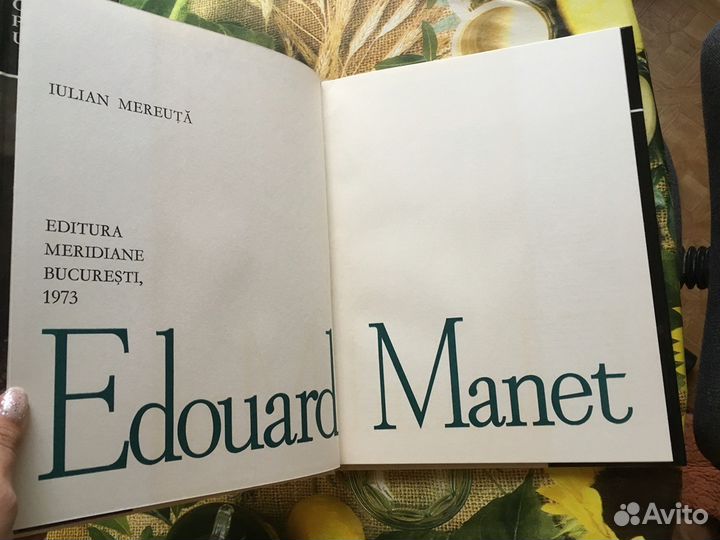 IULIAN MEREUȚĂ
EDITURA
MERIDIANE
BUCUREȘTI,
1973
Edouard Manet
Avito